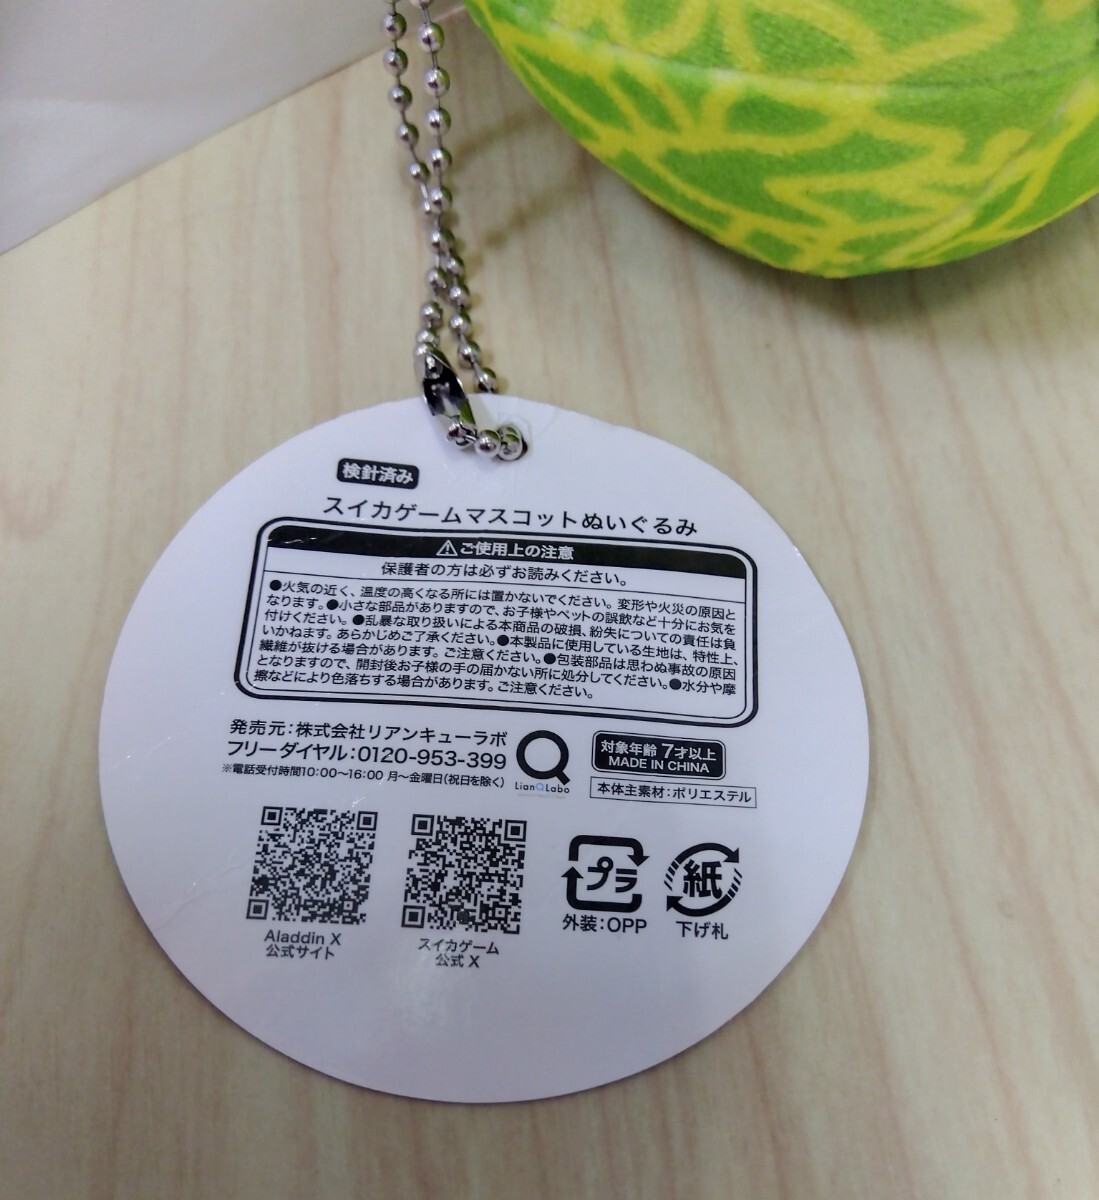 検針済み
スイカゲームマスコットぬいぐるみ
⚠ご使用上の注意
保護者の方は必ずお読みください。
●火気の近く、温度の高くなる所には置かないでください。変形や火災の原因と
なります。●小さな部品がありますので、お子様やペットの誤飲など十分にお気を
付けください。●乱暴な取り扱いによる本商品の破損、紛失についての責任は負
いかねます。あらかじめご了承ください。●本製品に使用している生地は、特性上、
繊維が抜ける場合があります。ご注意ください。●包装部品は思わぬ事故の原因
となりますので、開封後お子様の手の届かない所に処分してください。●水分や摩
擦などにより色落ちする場合があります。ご注意ください。
発売元:株式会社リアンキューラボ
フリーダイヤル:0120-953-399
※電話受付時間10:00〜16:00 月〜金曜日(祝日を除く)
LianQLabo
対象年齢 7才以上
MADE IN CHINA
本体主素材:ポリエステル
Aladdin X
公式サイト
スイカゲーム
公式 X
プラ
外装:OPP
紙
下げ札